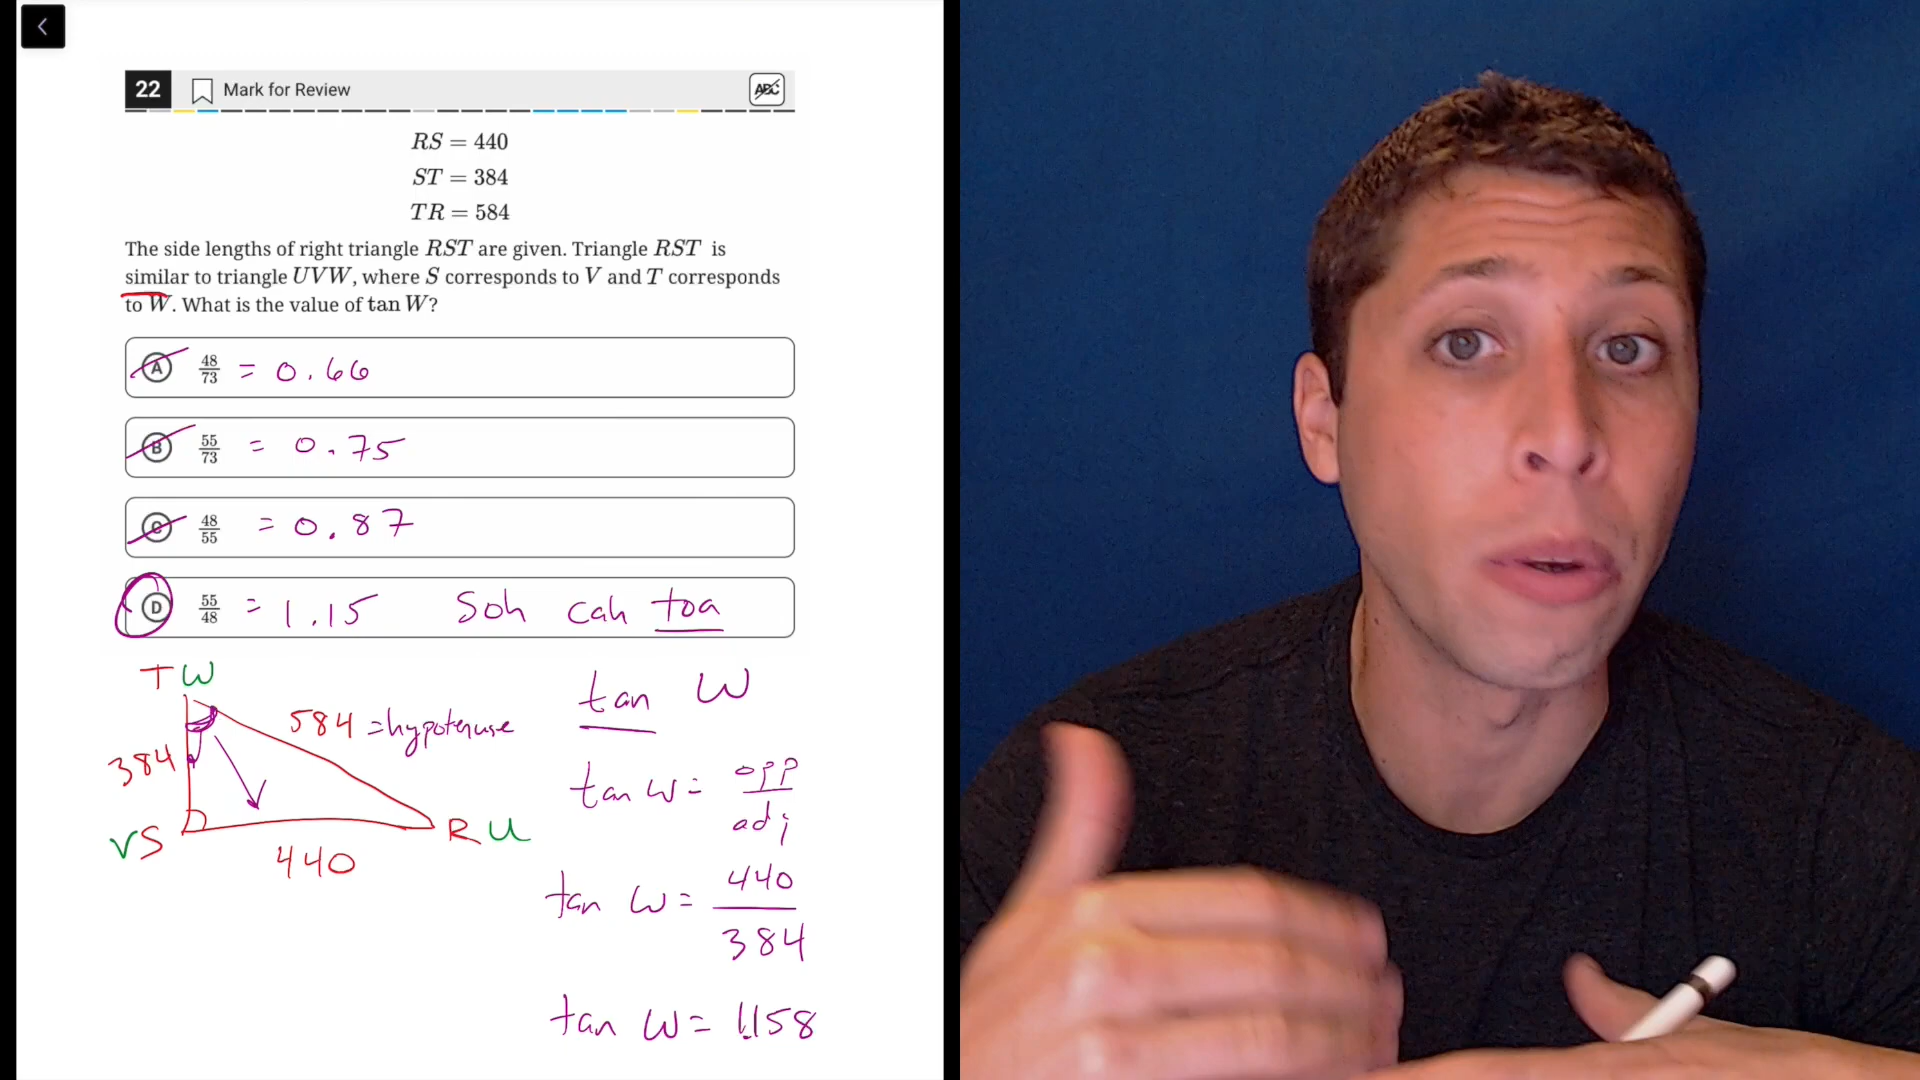 22 Mark for Review ABC
RS = 440
ST = 384
TR = 584
The side lengths of right triangle RST are given. Triangle RST is
similar to triangle UVW, where S corresponds to V and T corresponds
to W. What is the value of tan W?
A 48/73 = 0.66
B 55/73 = 0.75
C 48/55 = 0.87
D 55/48 = 1.15 Soh cah toa
T W
584 = hypotenuse
384
V S
R U
440
tan W
tan W = opp/adj
tan W = 440/384
tan W = 1.158